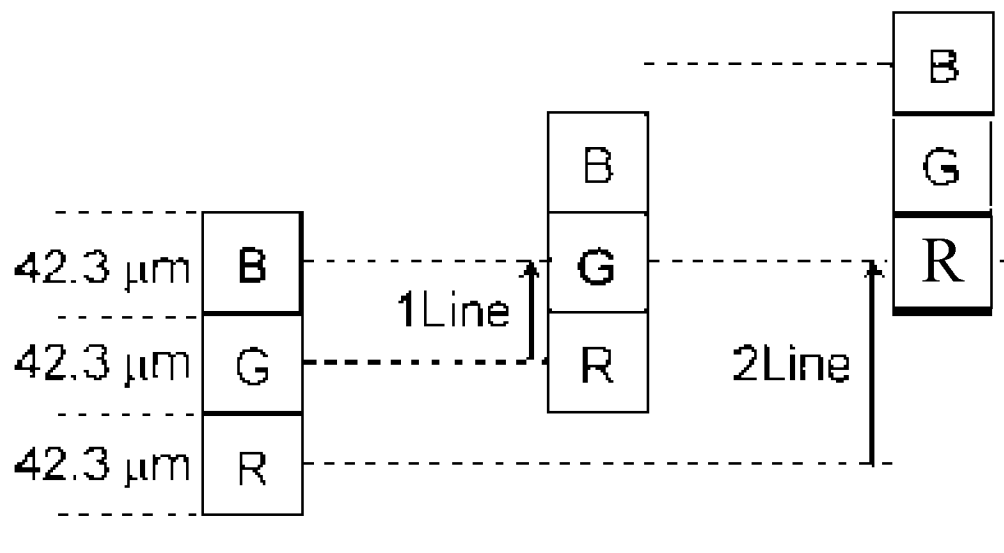 B
B
G
42.3 μm B G R
1Line
42.3 μm G R 2Line
42.3 μm R